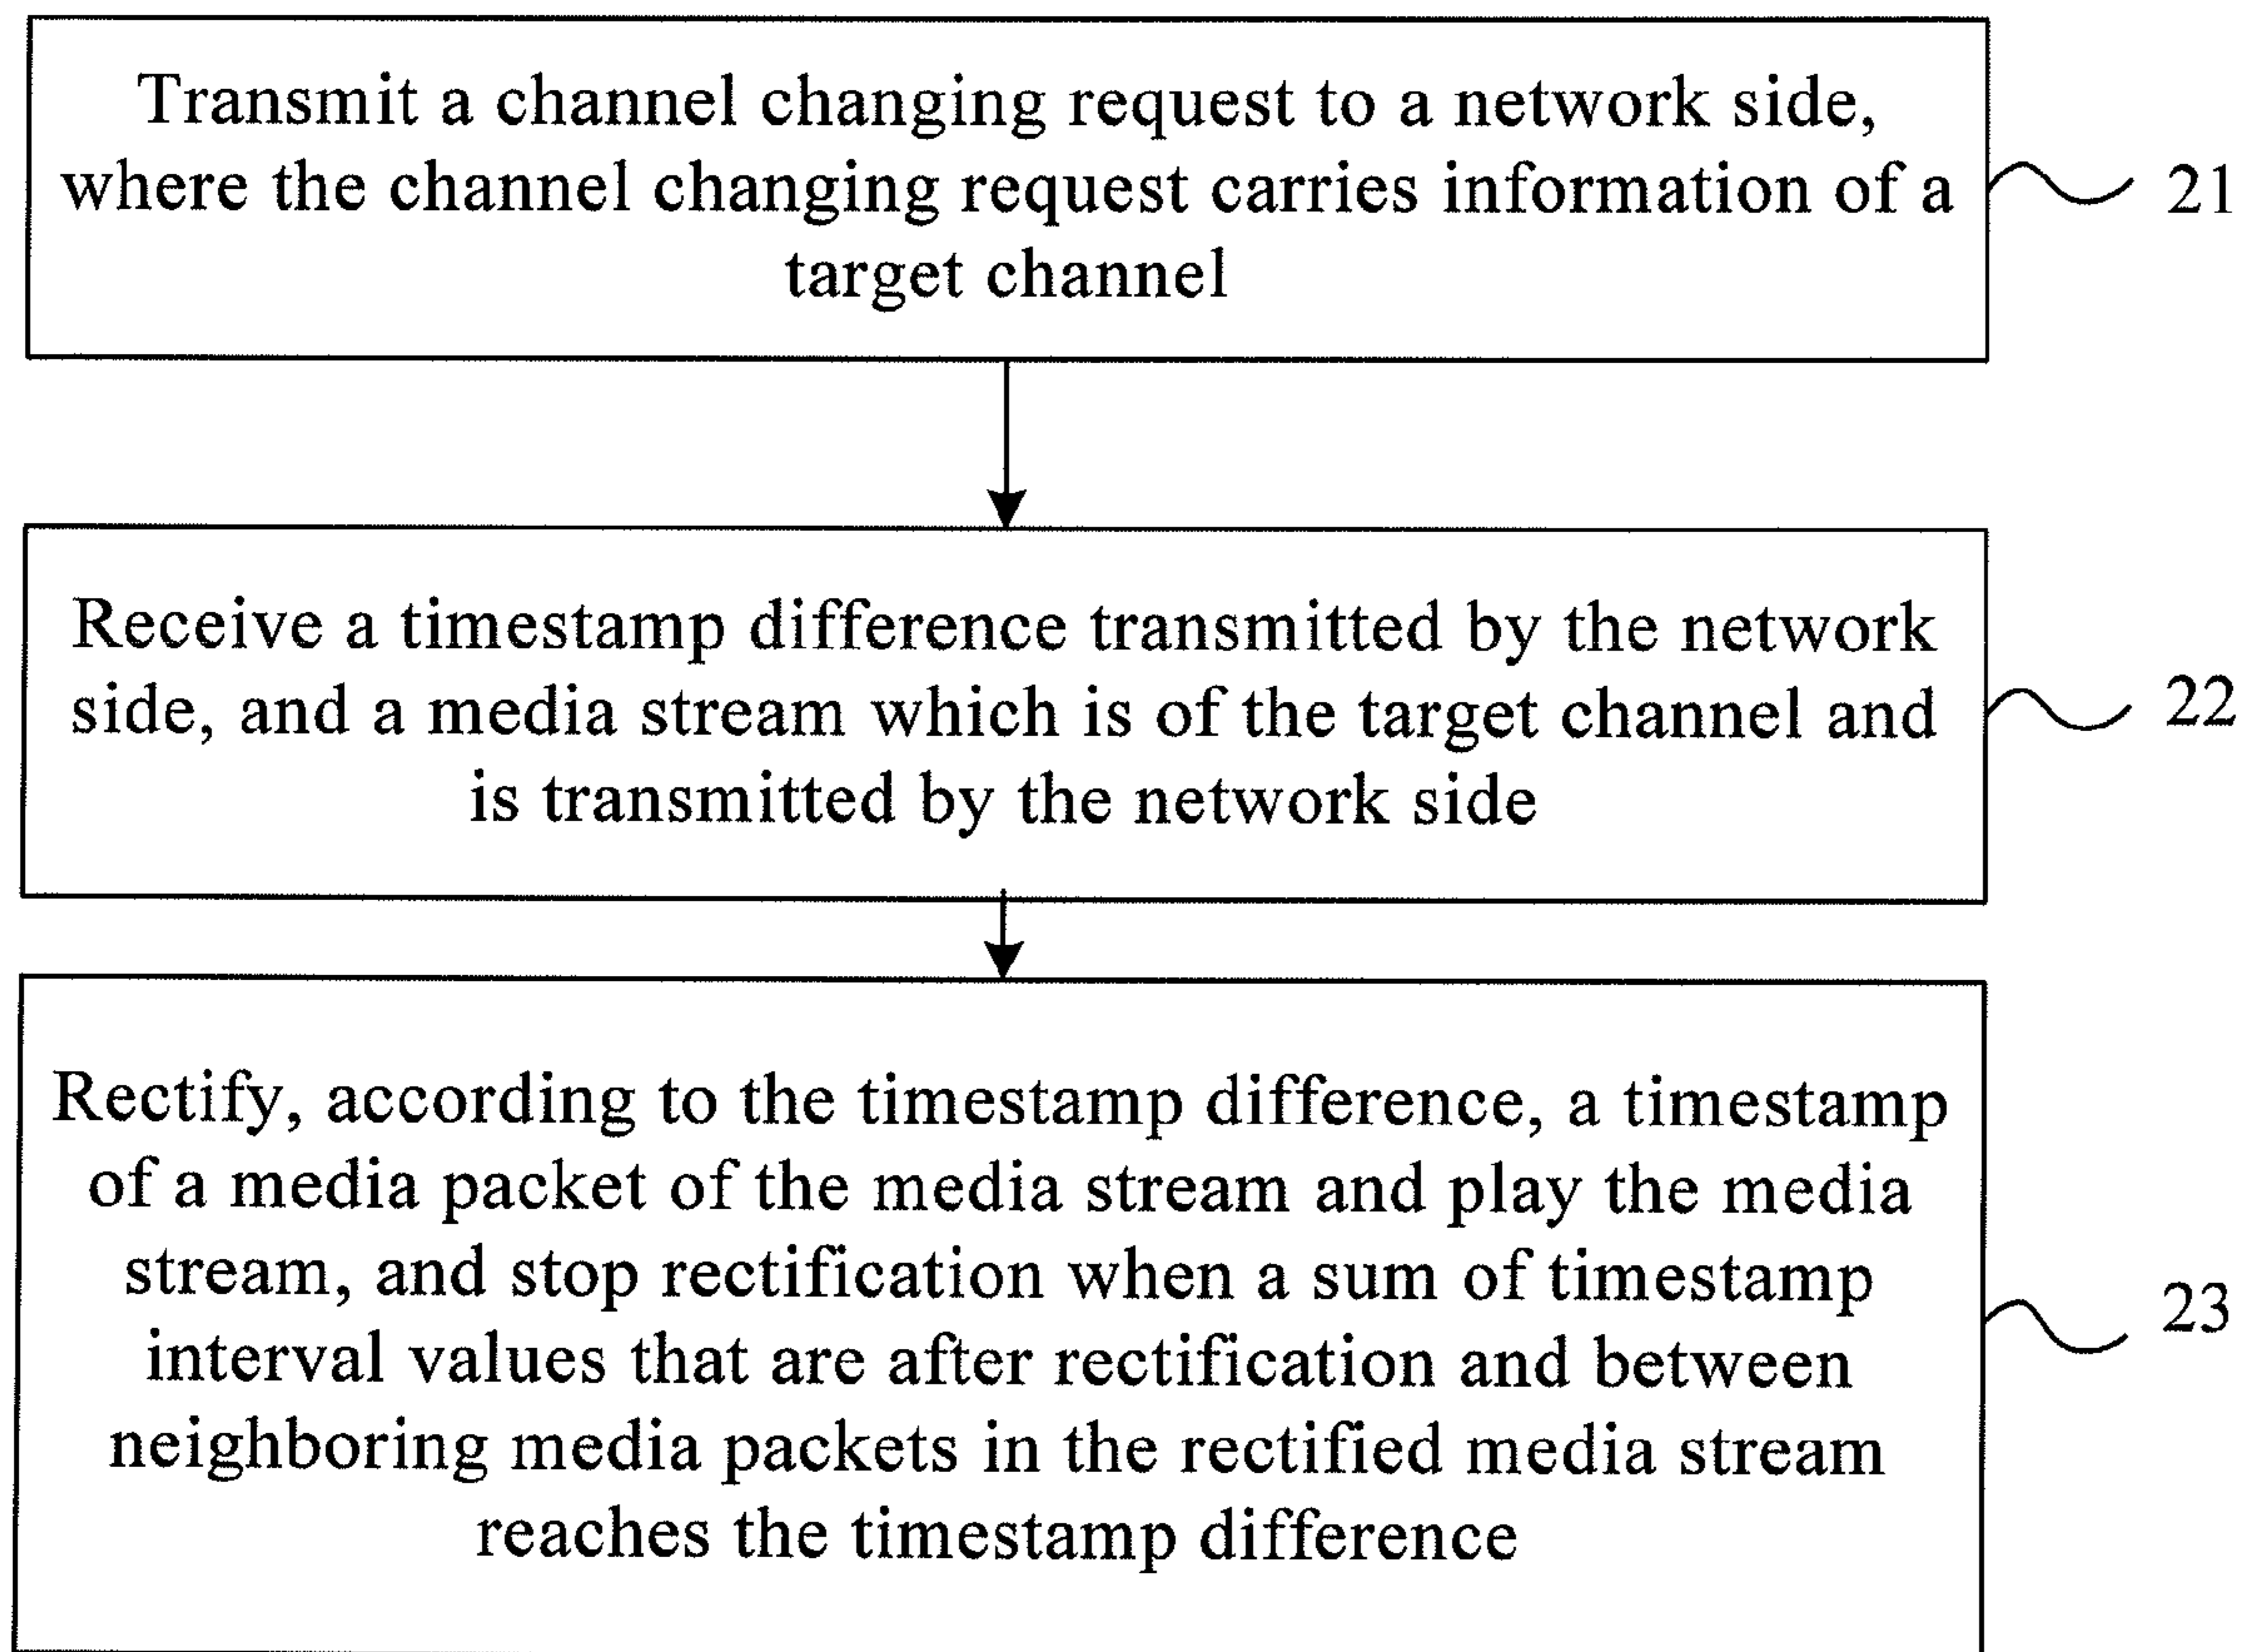 Transmit a channel changing request to a network side,
where the channel changing request carries information of a
target channel
21
Receive a timestamp difference transmitted by the network
side, and a media stream which is of the target channel and
is transmitted by the network side
22
Rectify, according to the timestamp difference, a timestamp
of a media packet of the media stream and play the media
stream, and stop rectification when a sum of timestamp
interval values that are after rectification and between
neighboring media packets in the rectified media stream
reaches the timestamp difference
23